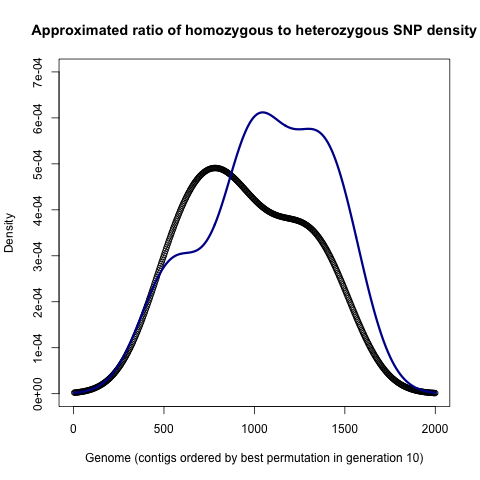 Approximated ratio of homozygous to heterozygous SNP density
7e-04
6e-04
5e-04
4e-04
3e-04
2e-04
1e-04
0e+00
Density
0 500 1000 1500 2000
Genome (contigs ordered by best permutation in generation 10)